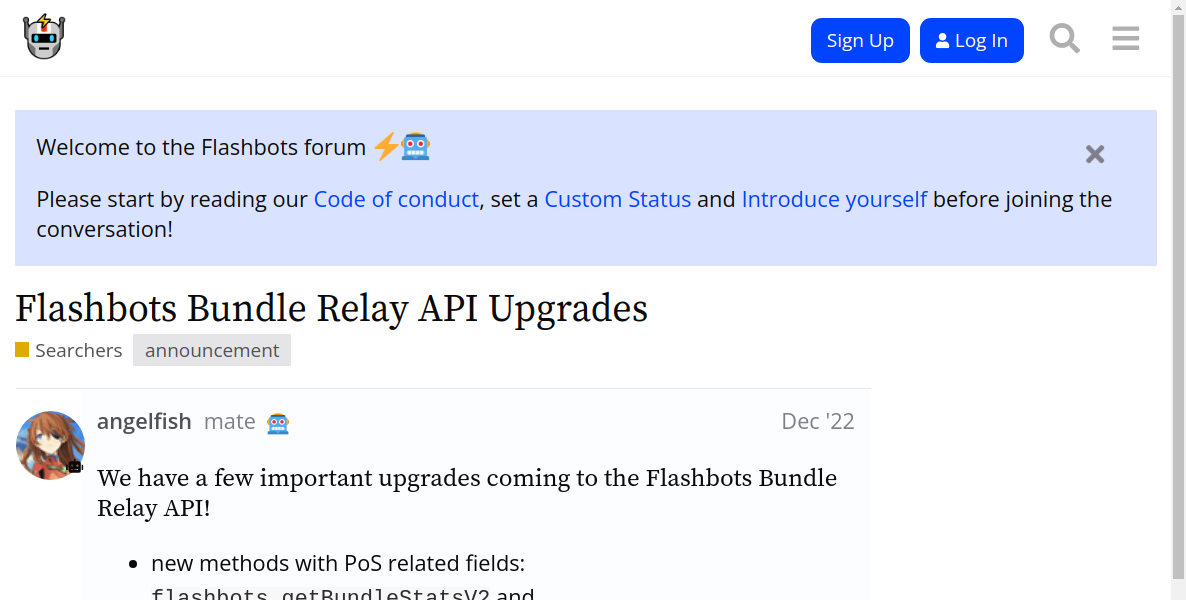 Sign Up
Log In
Welcome to the Flashbots forum
Please start by reading our Code of conduct, set a Custom Status and Introduce yourself before joining the
conversation!
Flashbots Bundle Relay API Upgrades
Searchers announcement
angelfish mate Dec '22
We have a few important upgrades coming to the Flashbots Bundle
Relay API!
• new methods with PoS related fields:
flashbots_getBundleStatsV2 and